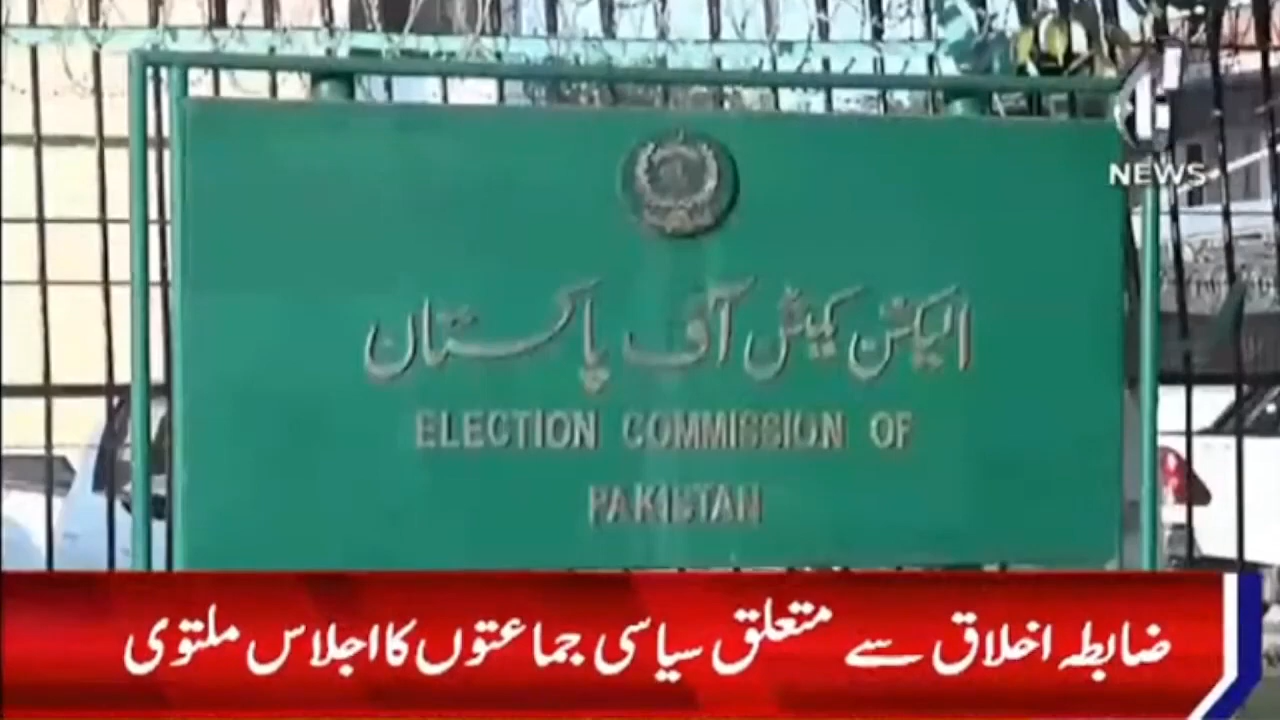 NEWS
الیکشن کمیشن آف پاکستان
ELECTION COMMISSION OF
PAKISTAN
ضابطہ اخلاق سے متعلق سیاسی جماعتوں کا اجلاس ملتوی